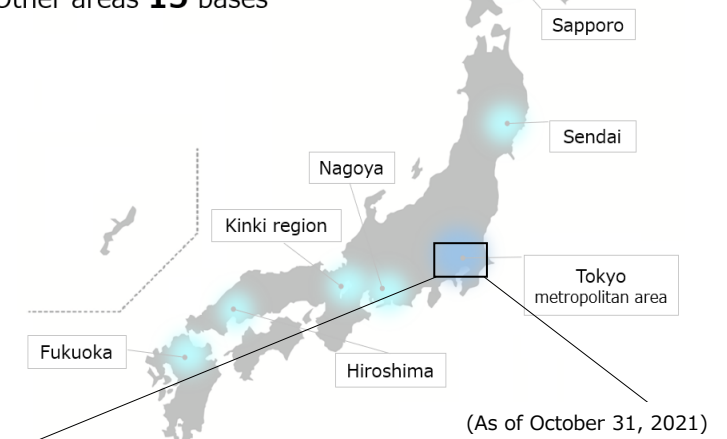 Other areas 15 bases
Sapporo
Sendai
Nagoya
Kinki region
Tokyo
metropolitan area
Fukuoka
Hiroshima
(As of October 31, 2021)